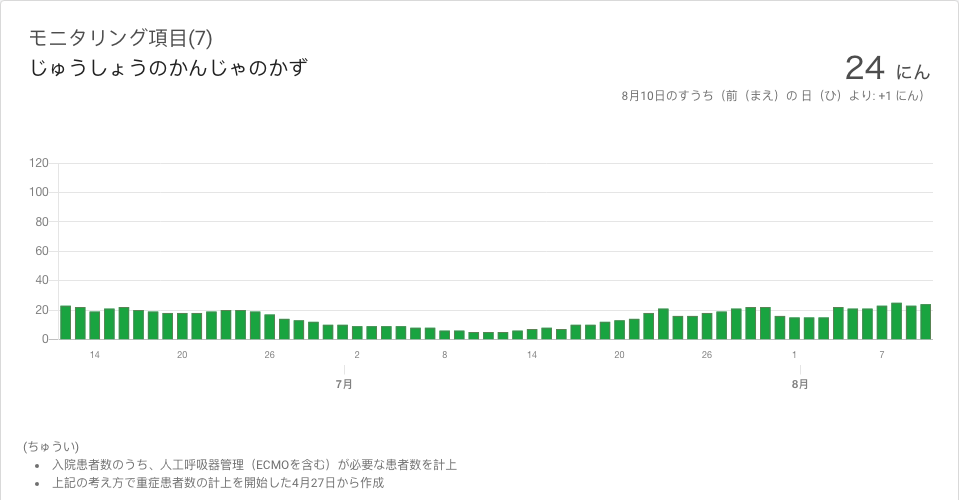 モニタリング項目(7)
じゅうしょうのかんじゃのかず
24 にん
8月10日のすうち（前（まえ）の 日（ひ）より: +1 にん）
120
100
80
60
40
20
0
14 20 26 2 8 14 20 26 1 7
7月 8月
(ちゅうい)
• 入院患者数のうち、人工呼吸器管理（ECMOを含む）が必要な患者数を計上
• 上記の考え方で重症患者数の計上を開始した4月27日から作成